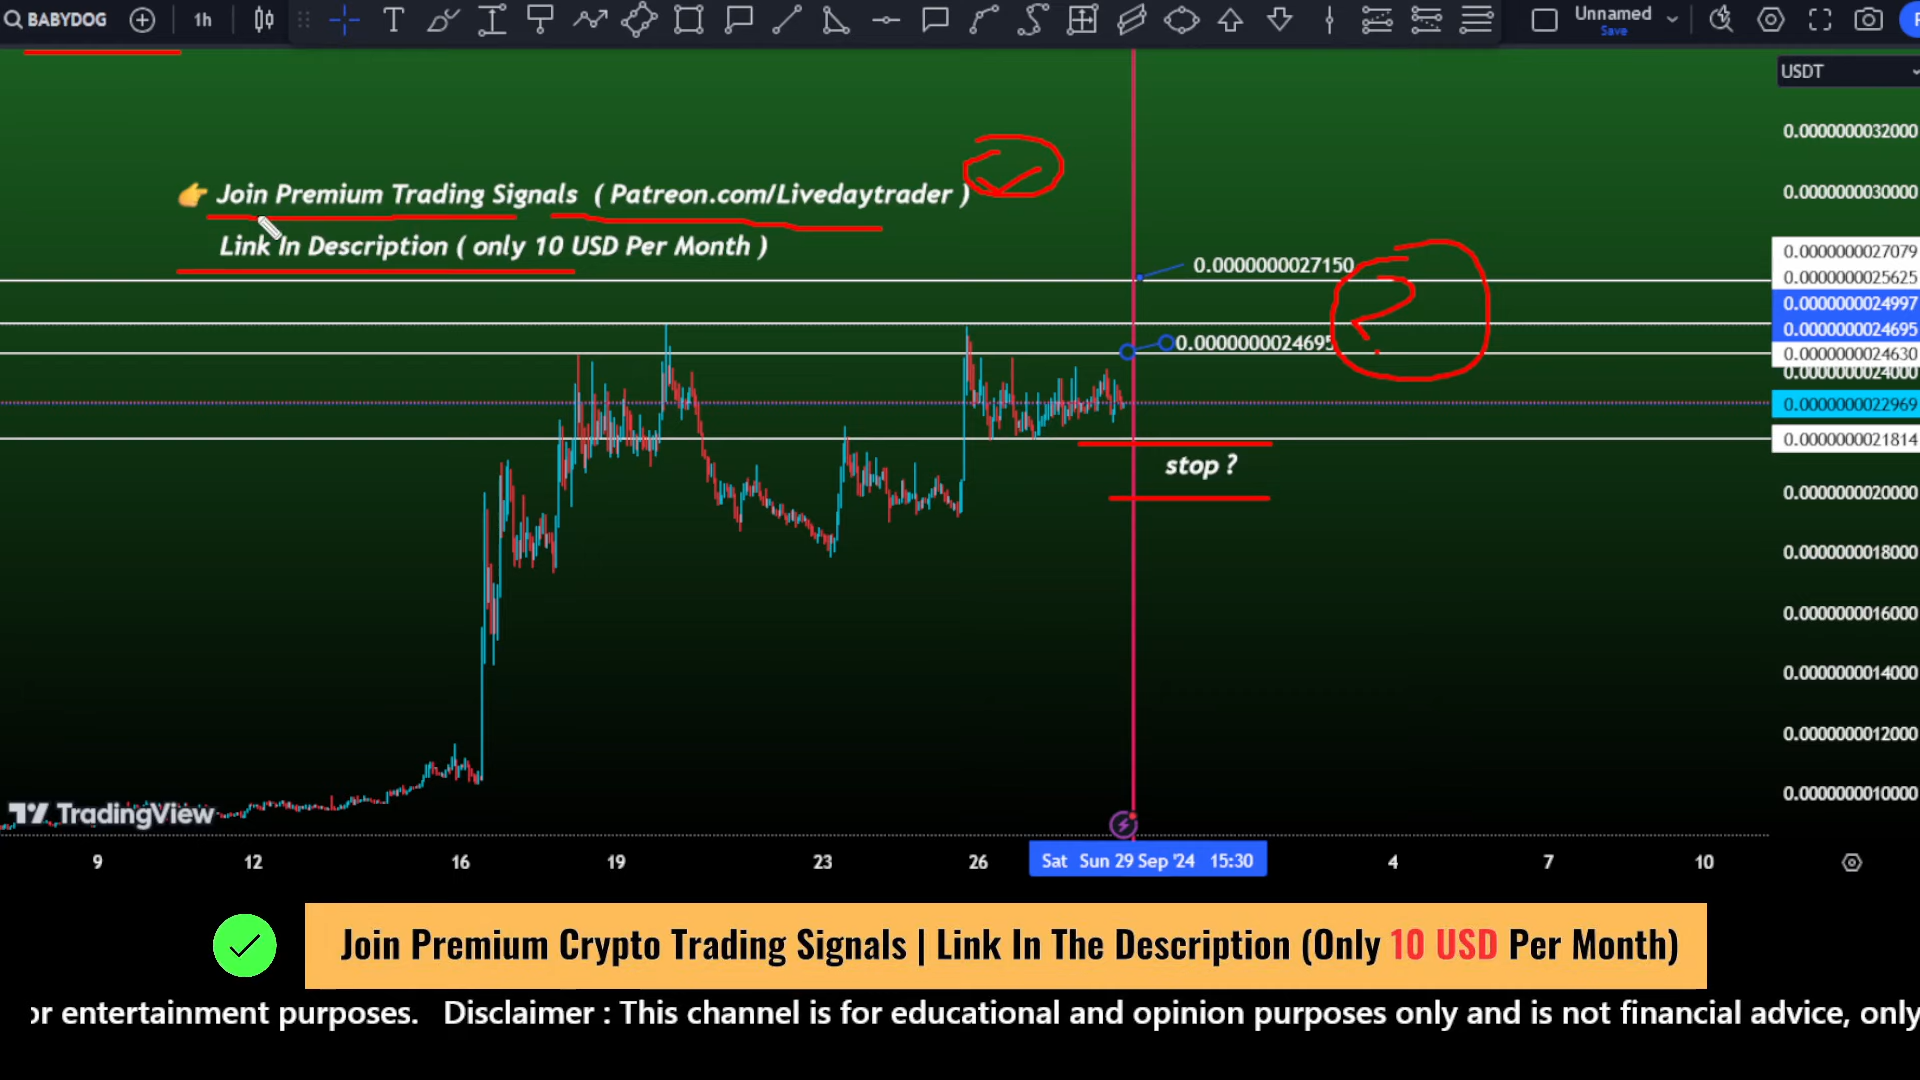 BABYDOG
1h
Unnamed
Save
USDT
0.0000000032000
👉 Join Premium Trading Signals ( Patreon.com/Livedaytrader )
0.0000000030000
Link In Description ( only 10 USD Per Month )
0.0000000027150
0.0000000027079
0.0000000025625
0.0000000024997
0.0000000024695
0.0000000024695
0.0000000024630
0.0000000024000
0.0000000022969
0.0000000021814
stop ?
0.0000000020000
0.0000000018000
0.0000000016000
0.0000000014000
0.0000000012000
0.0000000010000
TradingView
9 12 16 19 23 26 Sat Sun 29 Sep '24 15:30 4 7 10
Join Premium Crypto Trading Signals | Link In The Description (Only 10 USD Per Month)
or entertainment purposes. Disclaimer : This channel is for educational and opinion purposes only and is not financial advice, only